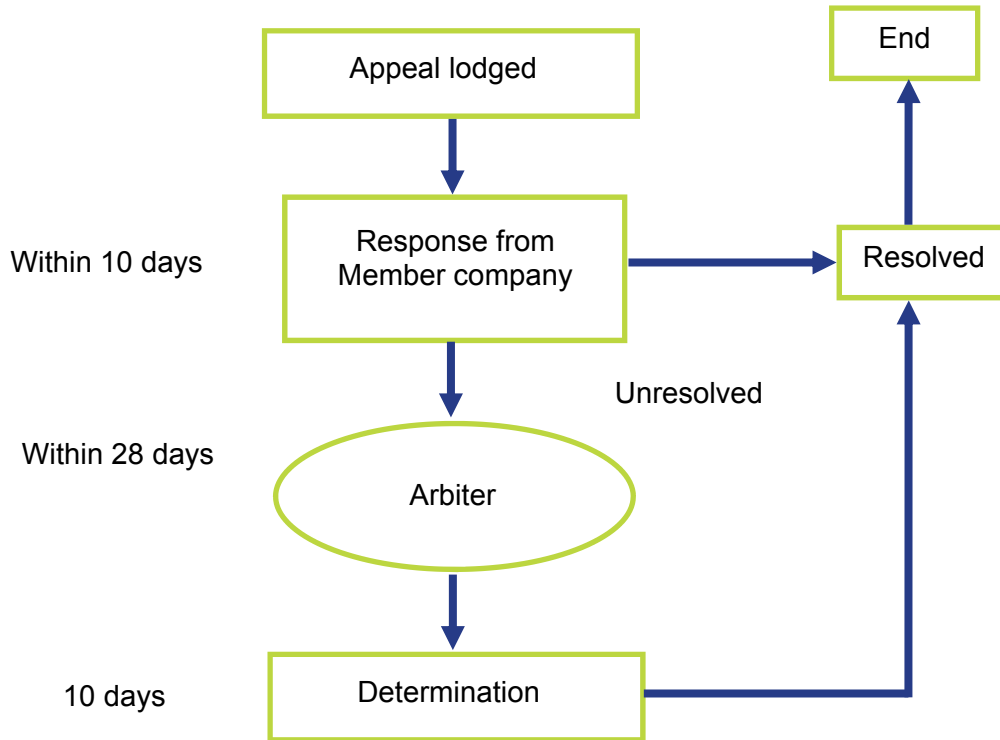 End
Appeal lodged
Within 10 days
Response from
Member company
Resolved
Unresolved
Within 28 days
Arbiter
10 days
Determination